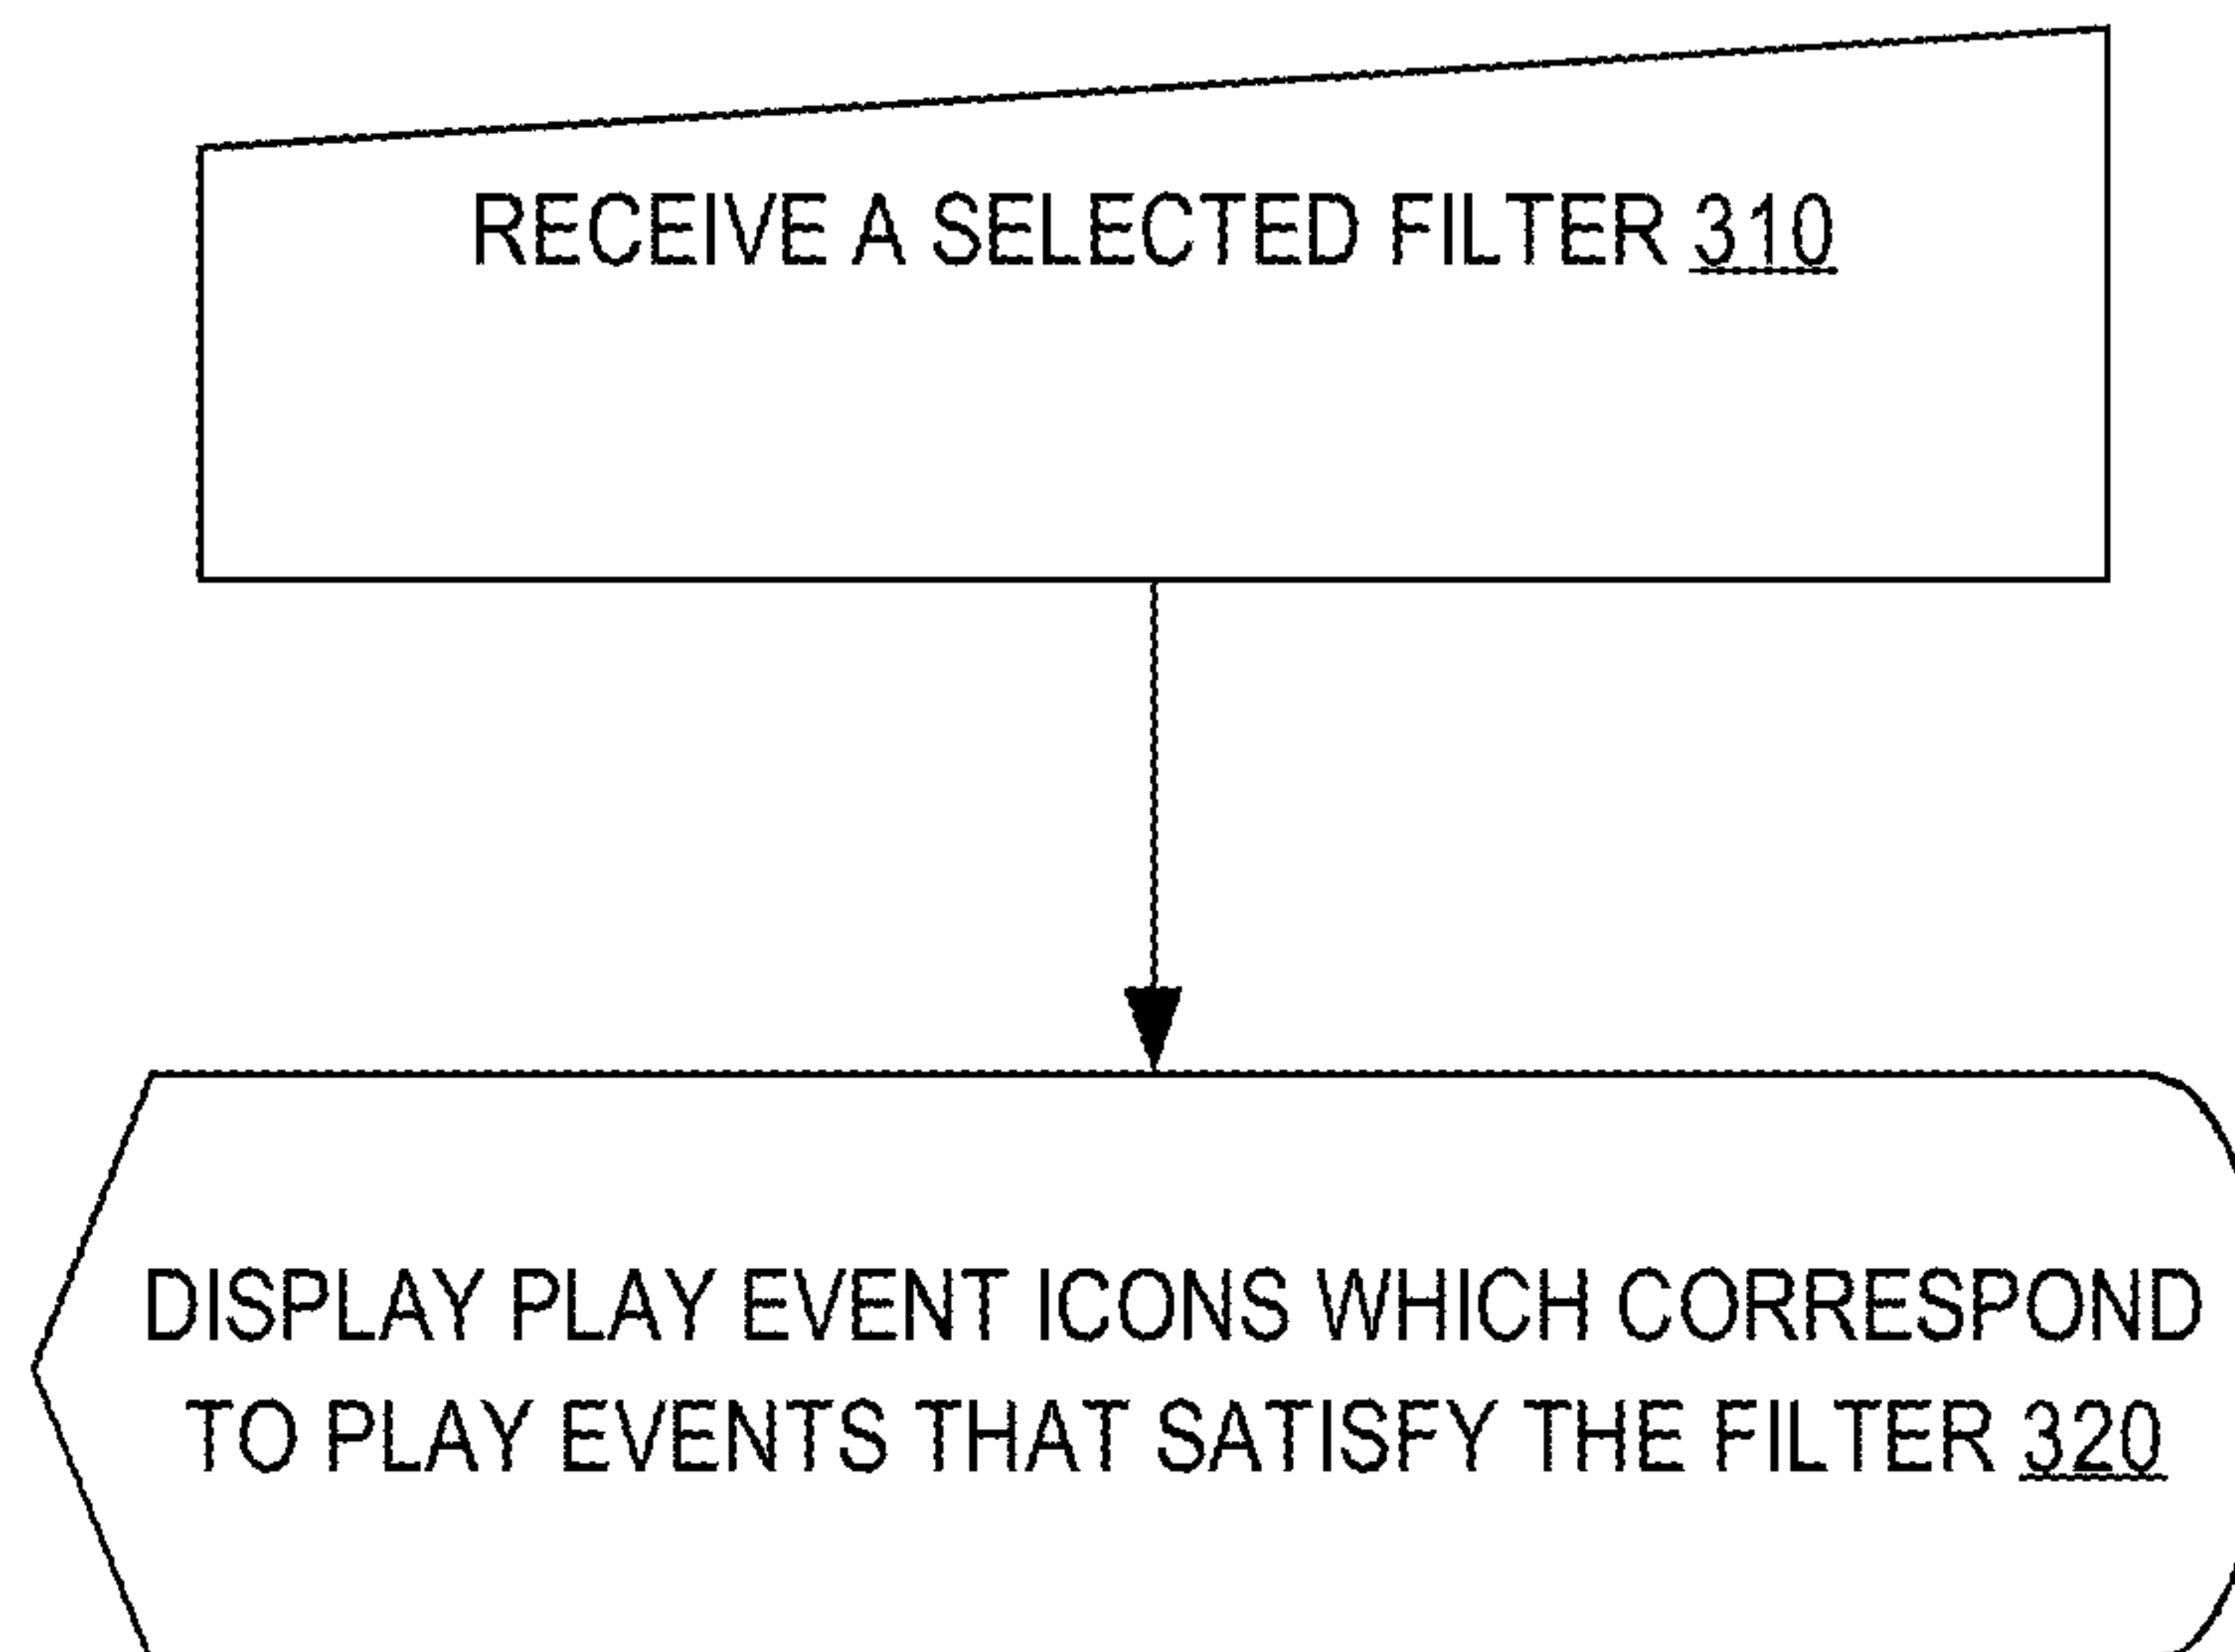 RECEIVE A SELECTED FILTER 310
DISPLAY PLAY EVENT ICONS WHICH CORRESPOND
TO PLAY EVENTS THAT SATISFY THE FILTER 320